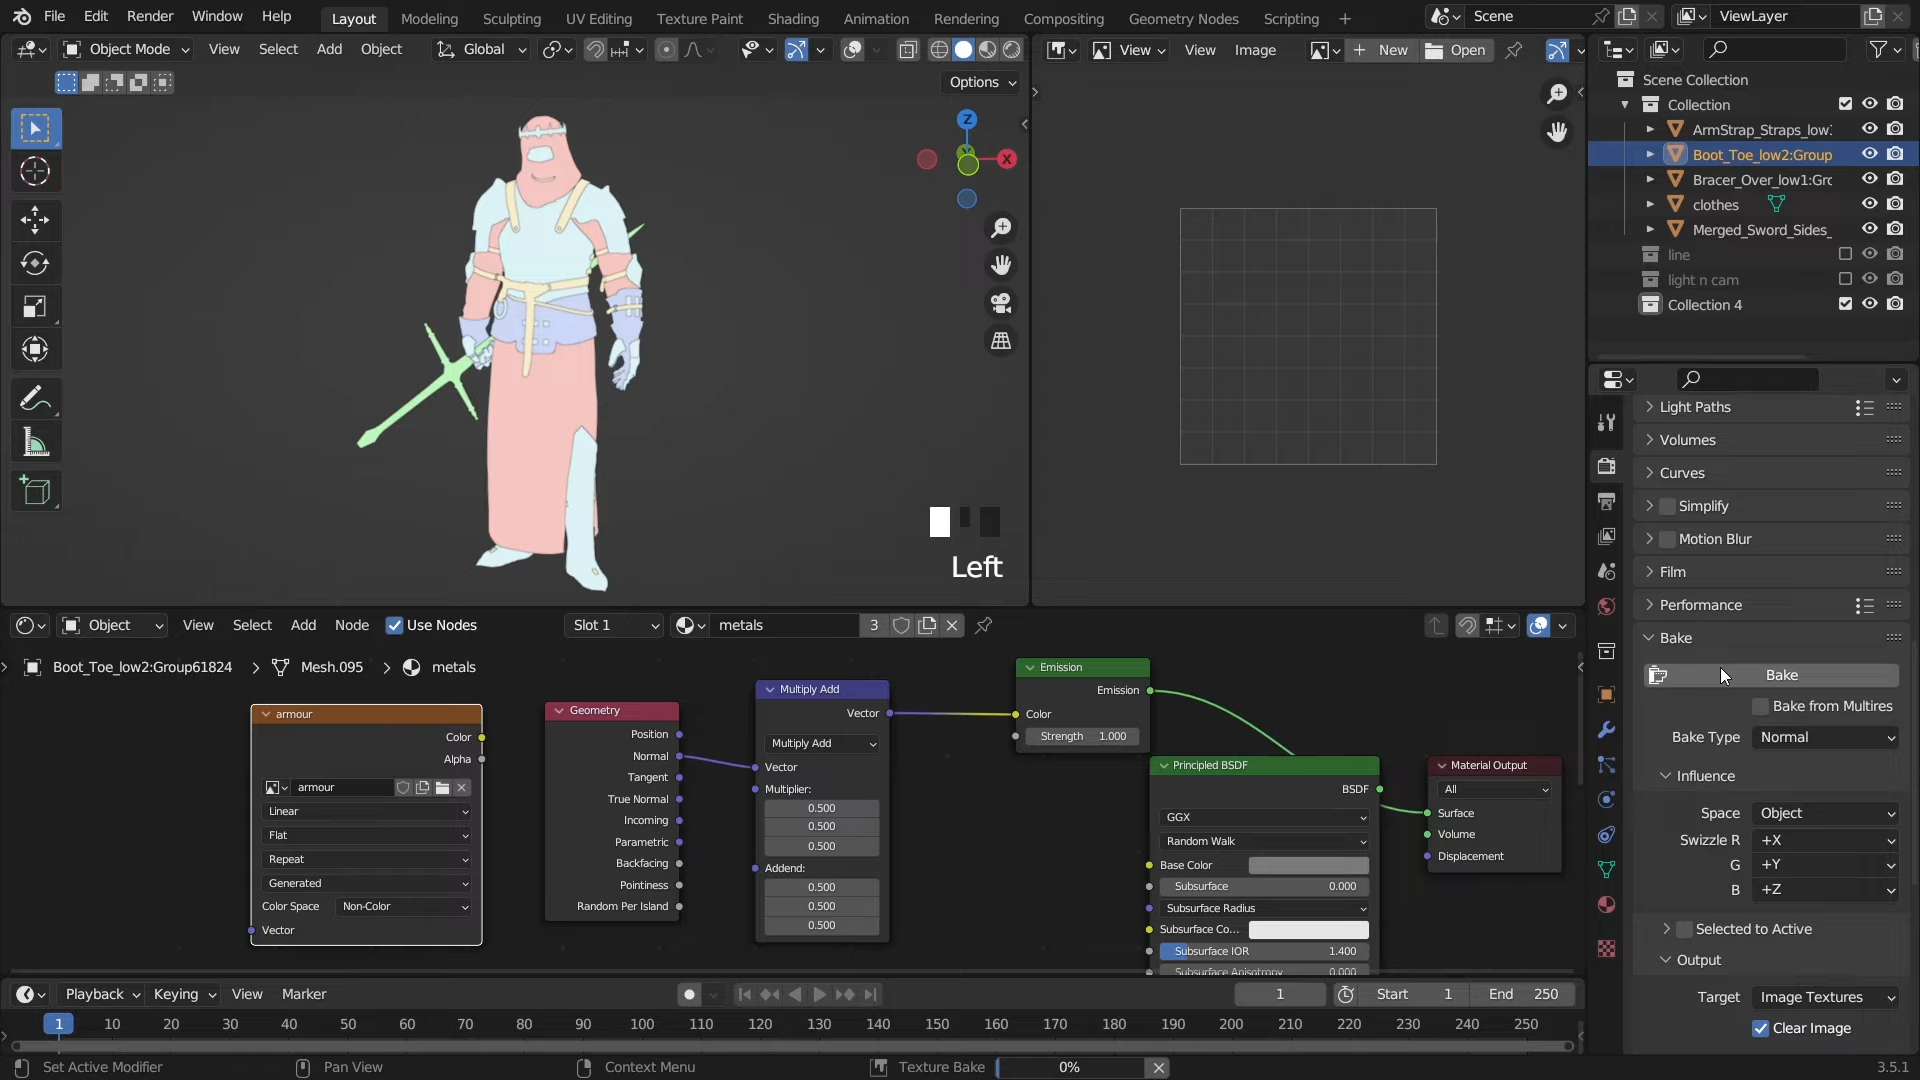 File Edit Render Window Help Layout Modeling Sculpting UV Editing Texture Paint Shading Animation Rendering Compositing Geometry Nodes Scripting + Scene ViewLayer
Object Mode View Select Add Object Global View View Image New Open
Options
Z
X
Left
Scene Collection
Collection
ArmStrap_Straps_low
Boot_Toe_low2:Group
Bracer_Over_low1:Gr
clothes
Merged_Sword_Sides_
line
light n cam
Collection 4
Light Paths
Volumes
Curves
Simplify
Motion Blur
Film
Performance
Bake
Bake
Bake from Multires
Bake Type Normal
Influence
Space Object
Swizzle R +X
G +Y
B +Z
Selected to Active
Output
Target Image Textures
Clear Image
Object View Select Add Node Use Nodes Slot 1 metals 3
Boot_Toe_low2:Group61824 > Mesh.095 > metals
armour
Color
Alpha
armour
Linear
Flat
Repeat
Generated
Color Space Non-Color
Vector
Geometry
Position
Normal
Tangent
True Normal
Incoming
Parametric
Backfacing
Pointiness
Random Per Island
Multiply Add
Vector
Multiply Add
Vector
Multiplier:
0.500
0.500
0.500
Addend:
0.500
0.500
0.500
Emission
Emission
Color
Strength 1.000
Principled BSDF
BSDF
GGX
Random Walk
Base Color
Subsurface 0.000
Subsurface Radius
Subsurface Co...
Subsurface IOR 1.400
Subsurface Anisotropy 0.000
Material Output
All
Surface
Volume
Displacement
Playback Keying View Marker 1 Start 1 End 250
1 10 20 30 40 50 60 70 80 90 100 110 120 130 140 150 160 170 180 190 200 210 220 230 240 250
Set Active Modifier Pan View Context Menu Texture Bake 0% 3.5.1